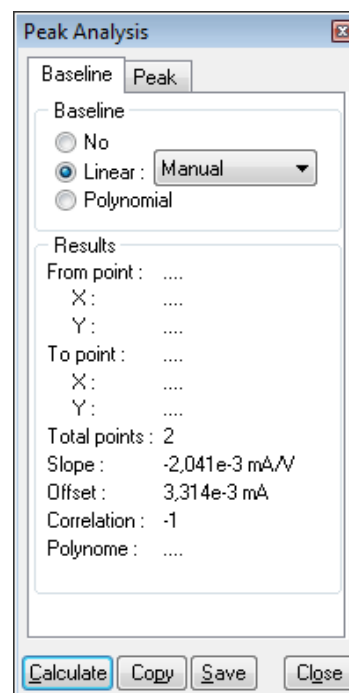 Peak Analysis
Baseline Peak
Baseline
No
Linear : Manual
Polynomial
Results
From point : ....
X : ....
Y : ....
To point : ....
X : ....
Y : ....
Total points : 2
Slope : -2,041e-3 mA/V
Offset : 3,314e-3 mA
Correlation : -1
Polynome : ....
Calculate Copy Save Close